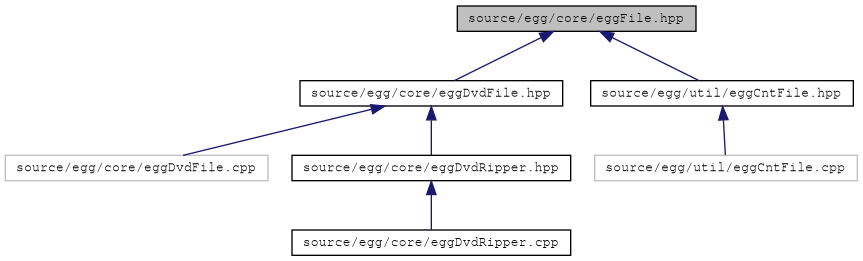 source/egg/core/eggFile.hpp
source/egg/core/eggDvdFile.hpp
source/egg/util/eggCntFile.hpp
source/egg/core/eggDvdFile.cpp
source/egg/core/eggDvdRipper.hpp
source/egg/util/eggCntFile.cpp
source/egg/core/eggDvdRipper.cpp